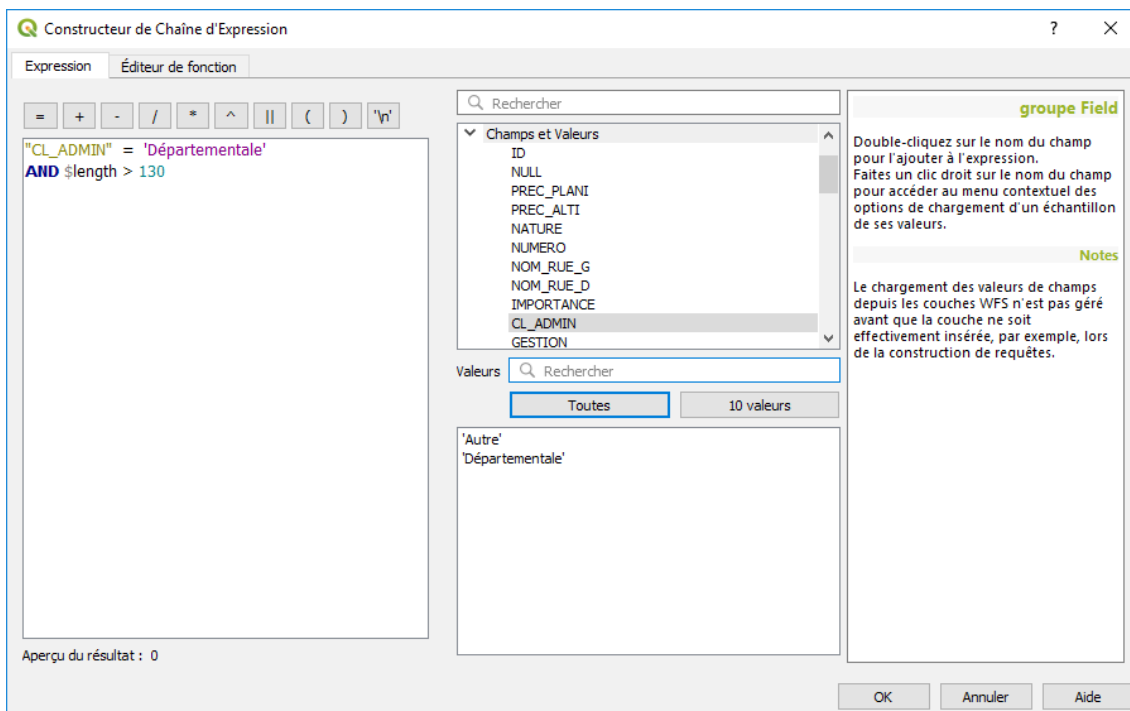 Constructeur de Chaîne d'Expression
?
Expression
Éditeur de fonction
= + - / * ^ || ( ) '\n'
"CL_ADMIN" = 'Départementale'
AND $length > 130
Aperçu du résultat : 0
Rechercher
Champs et Valeurs
ID
NULL
PREC_PLANI
PREC_ALTI
NATURE
NUMERO
NOM_RUE_G
NOM_RUE_D
IMPORTANCE
CL_ADMIN
GESTION
Valeurs
Rechercher
Toutes
10 valeurs
'Autre'
'Départementale'
groupe Field
Double-cliquez sur le nom du champ
pour l'ajouter à l'expression.
Faites un clic droit sur le nom du champ
pour accéder au menu contextuel des
options de chargement d'un échantillon
de ses valeurs.
Notes
Le chargement des valeurs de champs
depuis les couches WFS n'est pas géré
avant que la couche ne soit
effectivement insérée, par exemple, lors
de la construction de requêtes.
OK
Annuler
Aide